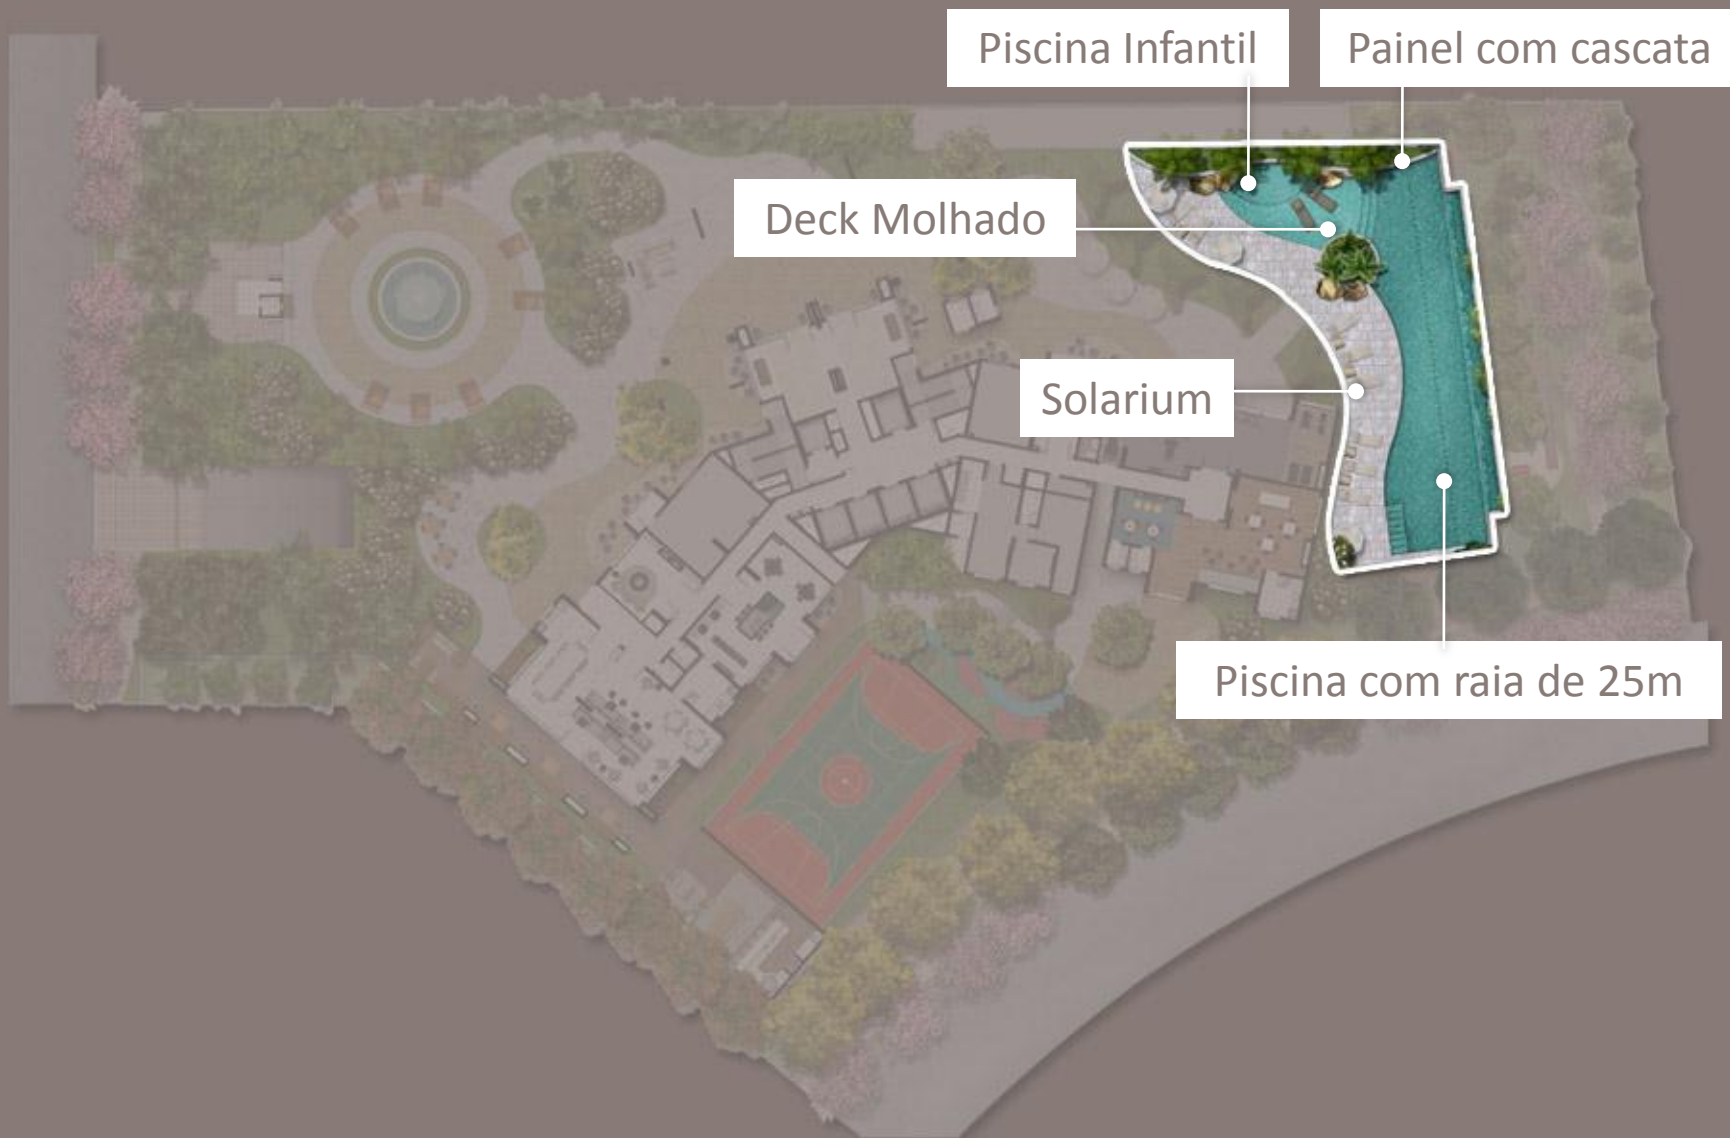 Piscina Infantil
Painel com cascata
Deck Molhado
Solarium
Piscina com raia de 25m